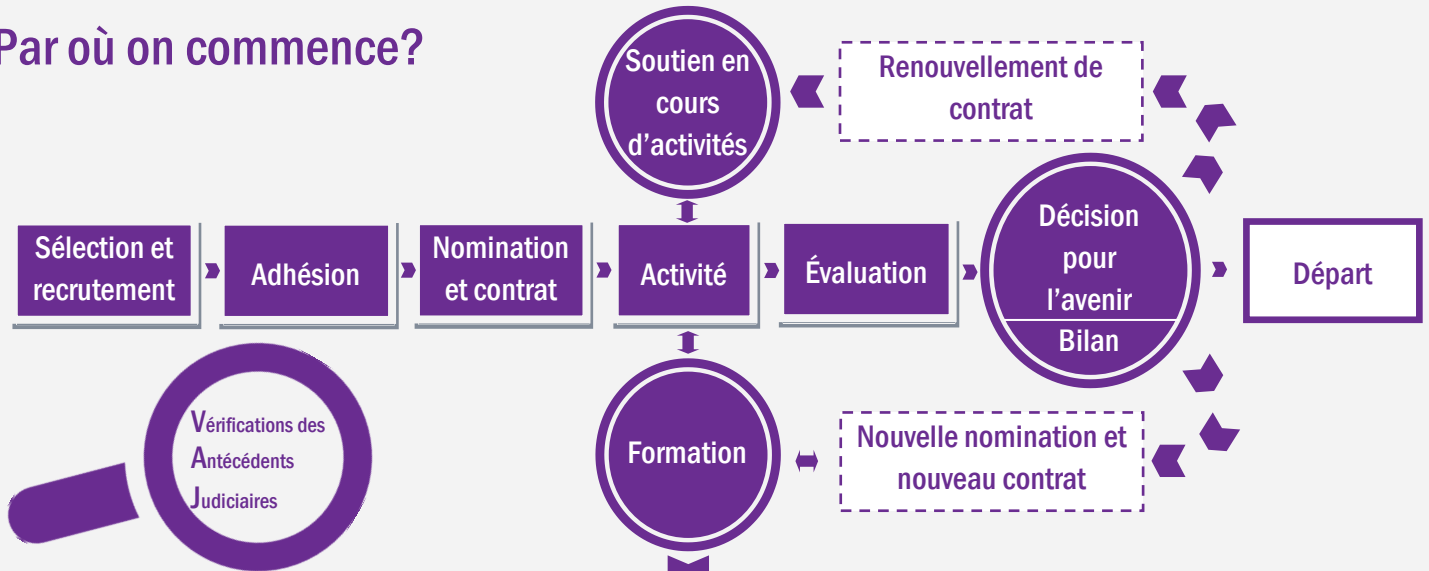 Par où on commence?
Soutien en
cours
d'activités
Renouvellement de
contrat
Sélection et
recrutement
Adhésion
Nomination
et contrat
Activité
Évaluation
Décision
pour
l'avenir
Bilan
Départ
Vérifications des
Antécédents
Judiciaires
Formation
Nouvelle nomination et
nouveau contrat